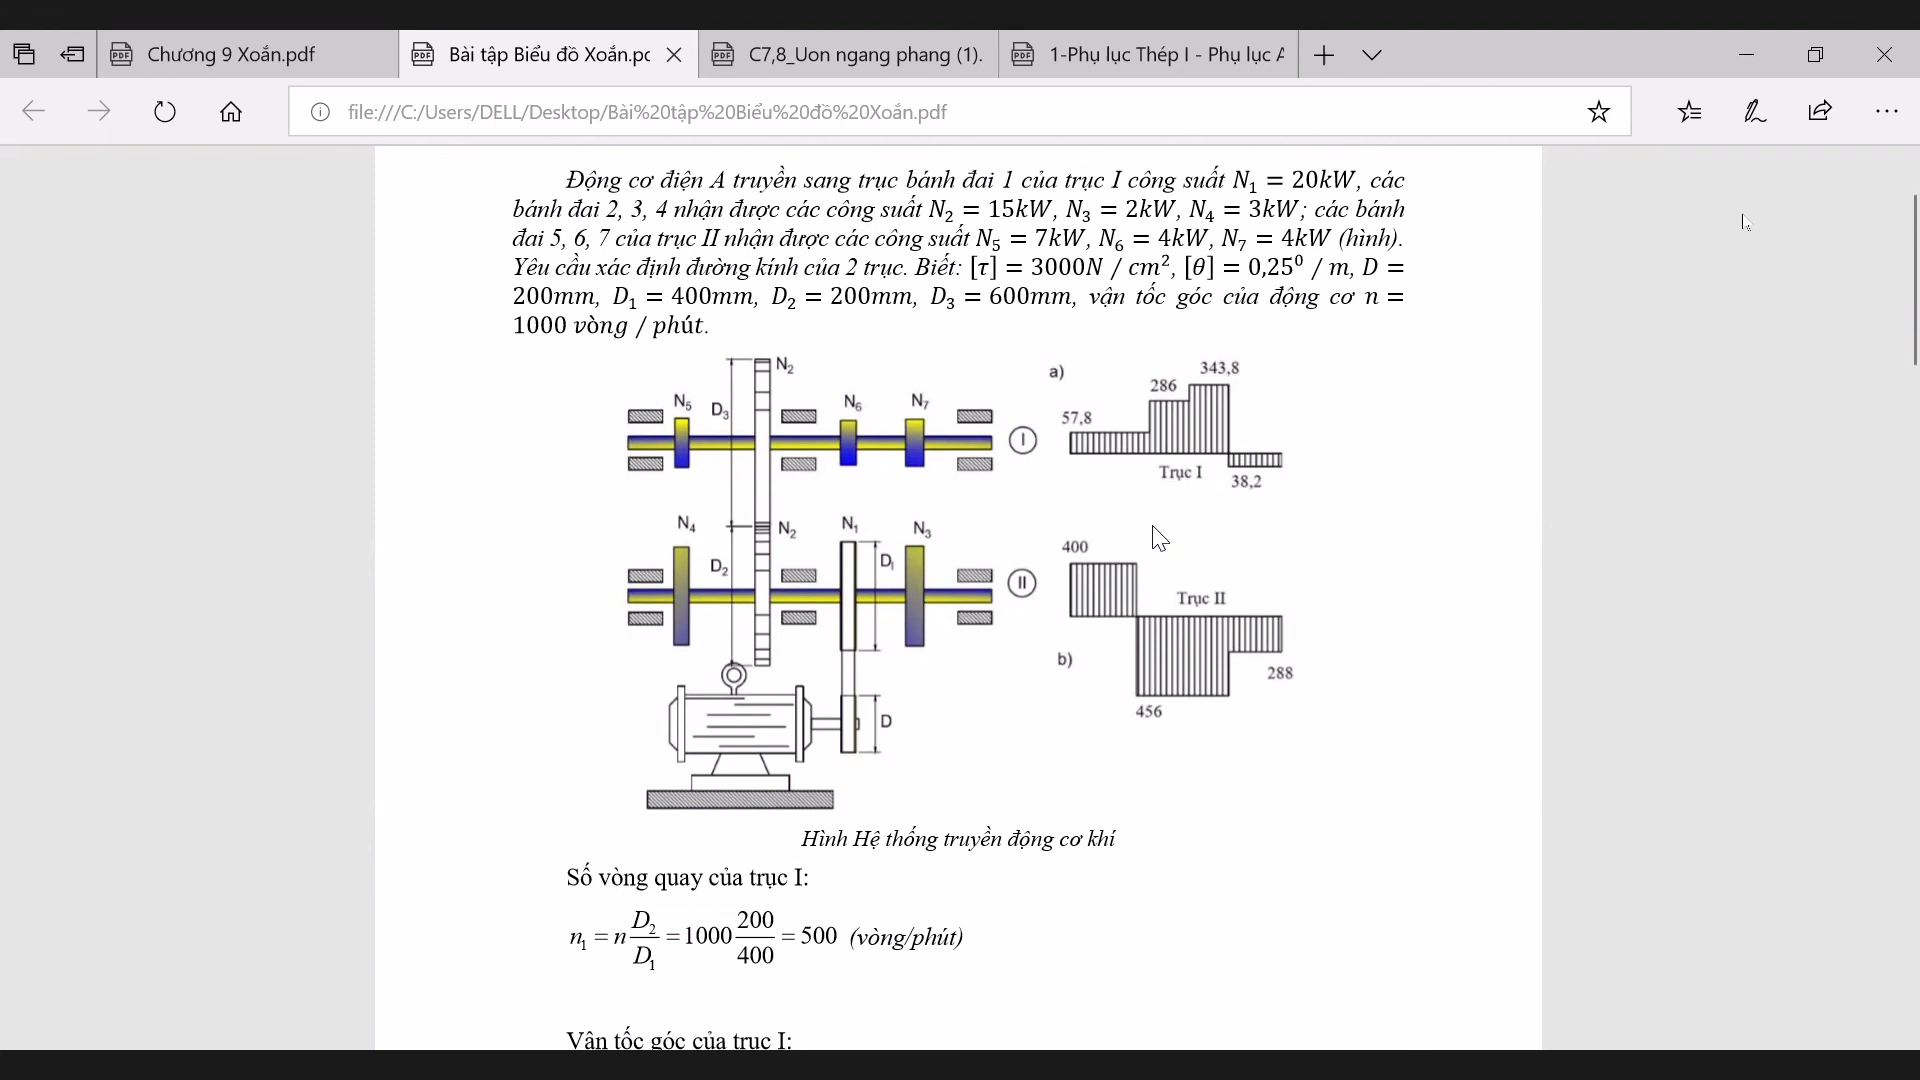 Chương 9 Xoắn.pdf
Bài tập Biểu đồ Xoắn.pc
C7,8_Uon ngang phang (1).
1-Phụ lục Thép I - Phụ lục A
file:///C:/Users/DELL/Desktop/Bài%20tập%20Biểu%20đồ%20Xoắn.pdf
Động cơ điện A truyền sang trục bánh đai 1 của trục I công suất N₁ = 20kW, các
bánh đai 2, 3, 4 nhận được các công suất N₂ = 15kW, N₃ = 2kW, N₄ = 3kW; các bánh
đai 5, 6, 7 của trục II nhận được các công suất N₅ = 7kW, N₆ = 4kW, N₇ = 4kW (hình).
Yêu cầu xác định đường kính của 2 trục. Biết: [τ] = 3000N / cm², [θ] = 0,25⁰ / m, D =
200mm, D₁ = 400mm, D₂ = 200mm, D₃ = 600mm, vận tốc góc của động cơ n =
1000 vòng / phút.
N₂
a)
343,8
286
N₅
D₃
N₆
N₇
57,8
I
Trục I
38,2
N₄
N₂
N₁
N₃
400
D₂
D₁
II
Trục II
b)
288
456
D
Hình Hệ thống truyền động cơ khí
Số vòng quay của trục I:
n₁ = n D₂/D₁ = 1000 200/400 = 500 (vòng/phút)
Vận tốc góc của trục I: